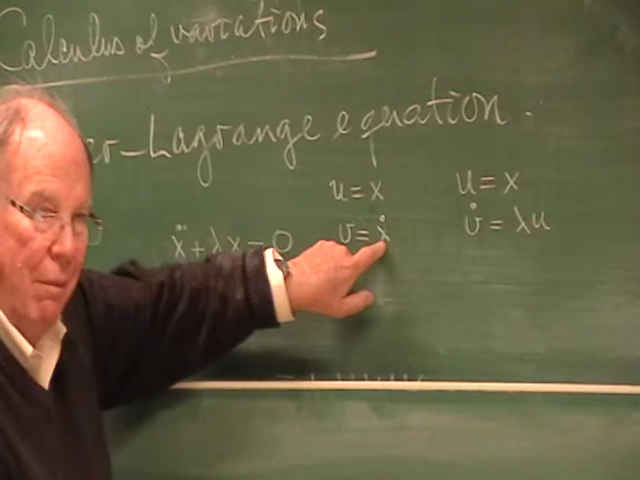 Calculus of variations
er-Lagrange equation.
u = x
u = x
ẍ + λx = 0
v = ẋ
v̇ = λu